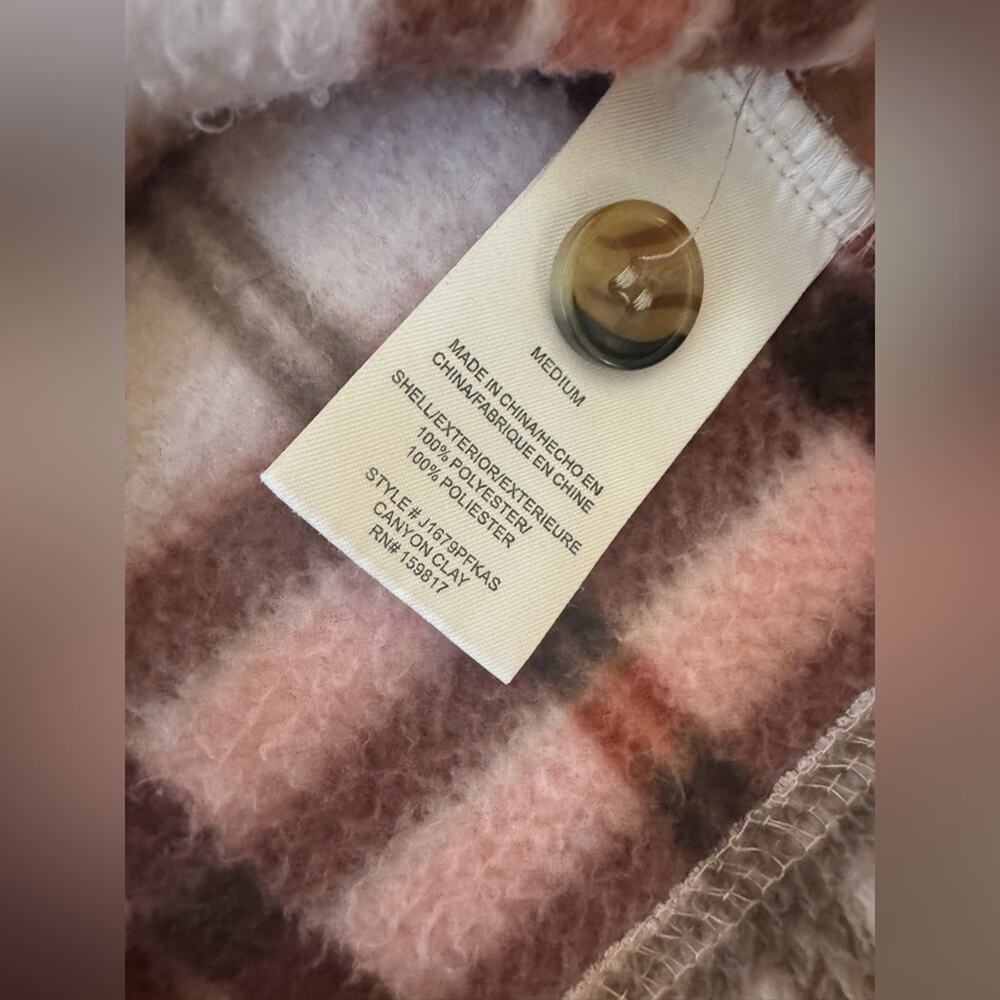 MEDIUM
MADE IN CHINA/HECHO EN
CHINA/FABRIQUE EN CHINE
SHELL/EXTERIOR/EXTERIEURE
100% POLYESTER/
100% POLIESTER
STYLE # J1679PFKAS
CANYON CLAY
RN# 159817